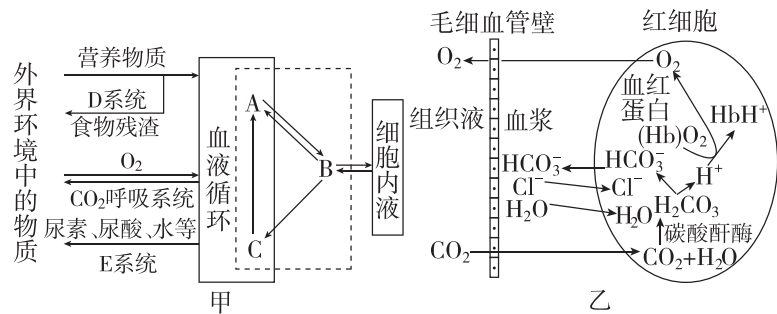 外界环境中的物质
营养物质
D系统
食物残渣
O₂
CO₂呼吸系统
尿素、尿酸、水等
E系统
血液循环
A
B
C
细胞内液
甲
毛细血管壁
红细胞
O₂
O₂
组织液
血浆
血红
蛋白
(Hb)O₂
HbH⁺
HCO₃⁻
HCO₃⁻
H⁺
Cl⁻
Cl⁻
H₂O
H₂O
H₂CO₃
碳酸酐酶
CO₂
CO₂+H₂O
乙